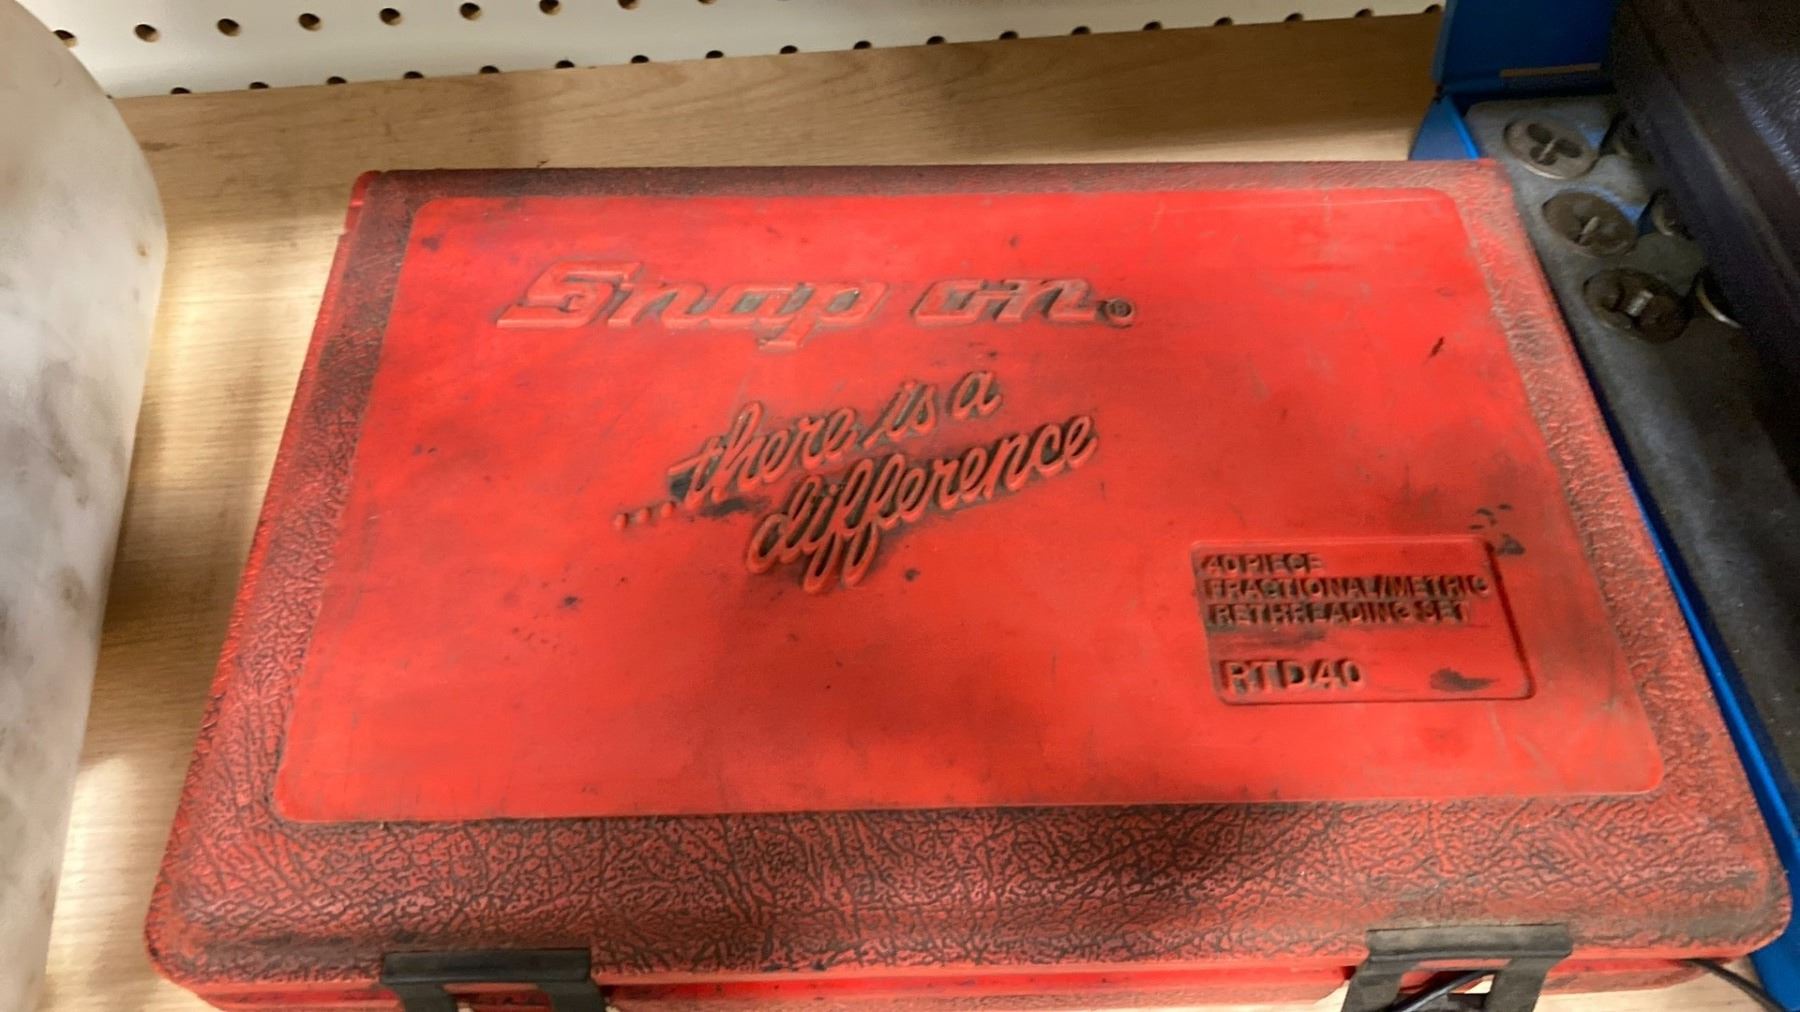 Snap on®
...there is a
difference
40 PIECE
FRACTIONAL/METRIC
RETHREADING SET
RTD40